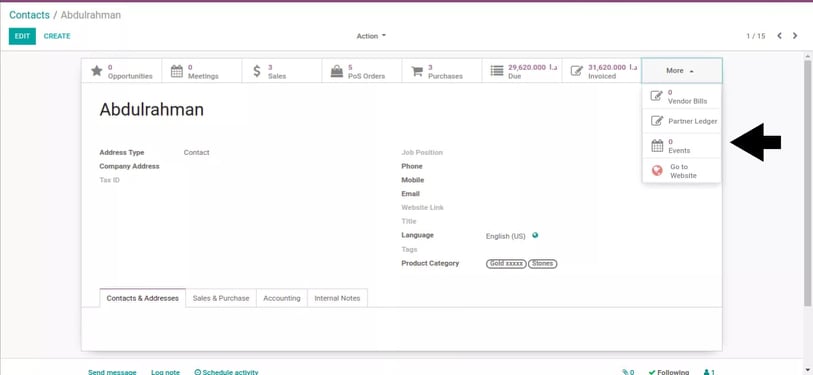 Contacts / Abdulrahman
EDIT CREATE
Action
1 / 15
0 Opportunities
0 Meetings
3 Sales
5 PoS Orders
3 Purchases
29,620.000 د.ا Due
31,620.000 د.ا Invoiced
More
0 Vendor Bills
Partner Ledger
0 Events
Go to Website
Abdulrahman
Address Type Contact
Company Address
Tax ID
Job Position
Phone
Mobile
Email
Website Link
Title
Language English (US)
Tags
Product Category Gold xxxxx Stones
Contacts & Addresses Sales & Purchase Accounting Internal Notes
Send message Log note Schedule activity
0 Following 1